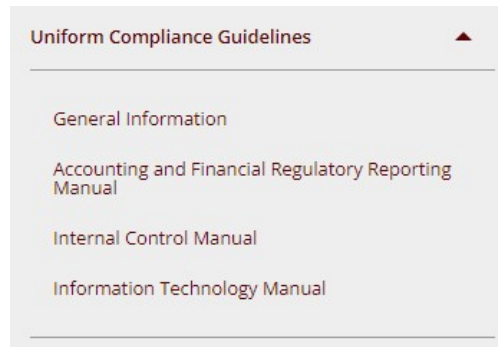 Uniform Compliance Guidelines
General Information
Accounting and Financial Regulatory Reporting
Manual
Internal Control Manual
Information Technology Manual